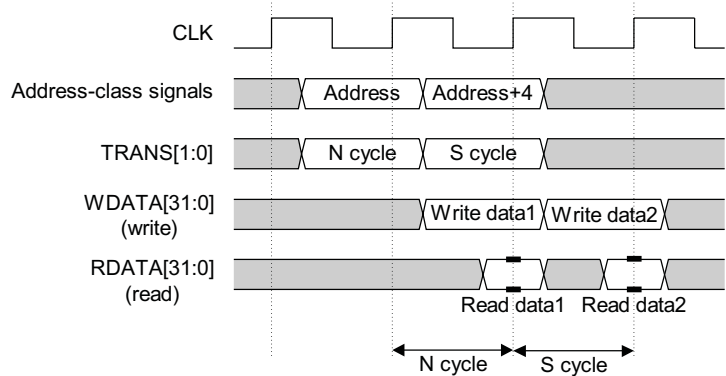 CLK
Address-class signals
Address
Address+4
TRANS[1:0]
N cycle
S cycle
WDATA[31:0]
(write)
Write data1
Write data2
RDATA[31:0]
(read)
Read data1
Read data2
N cycle
S cycle